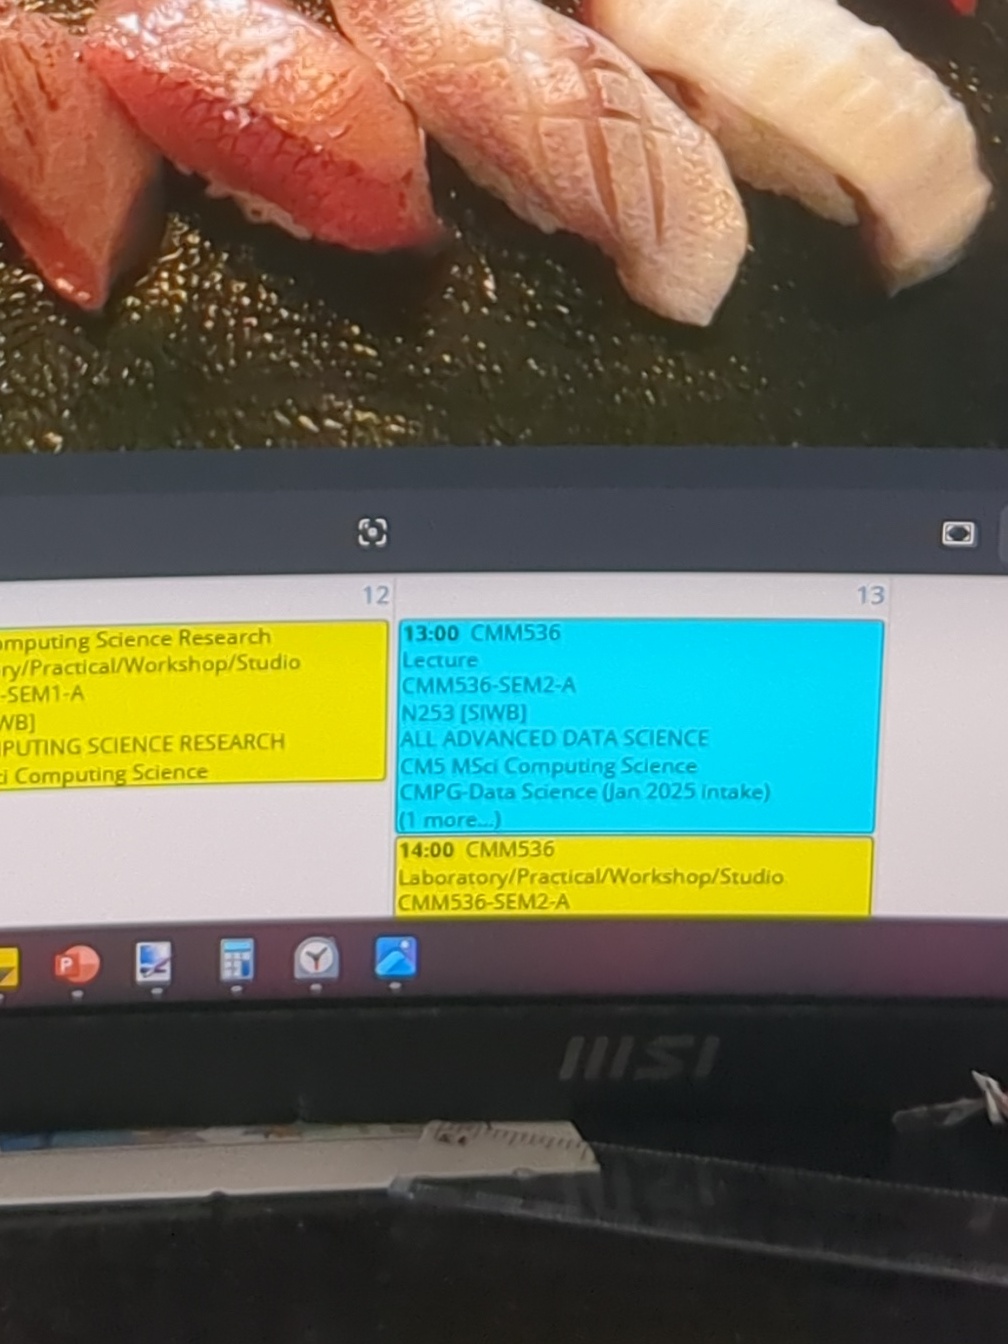 12
omputing Science Research
ry/Practical/Workshop/Studio
-SEM1-A
WB]
PUTING SCIENCE RESEARCH
i Computing Science
13
13:00 CMM536
Lecture
CMM536-SEM2-A
N253 [SIWB]
ALL ADVANCED DATA SCIENCE
CM5 MSci Computing Science
CMPG-Data Science (Jan 2025 intake)
(1 more...)
14:00 CMM536
Laboratory/Practical/Workshop/Studio
CMM536-SEM2-A
P
msi